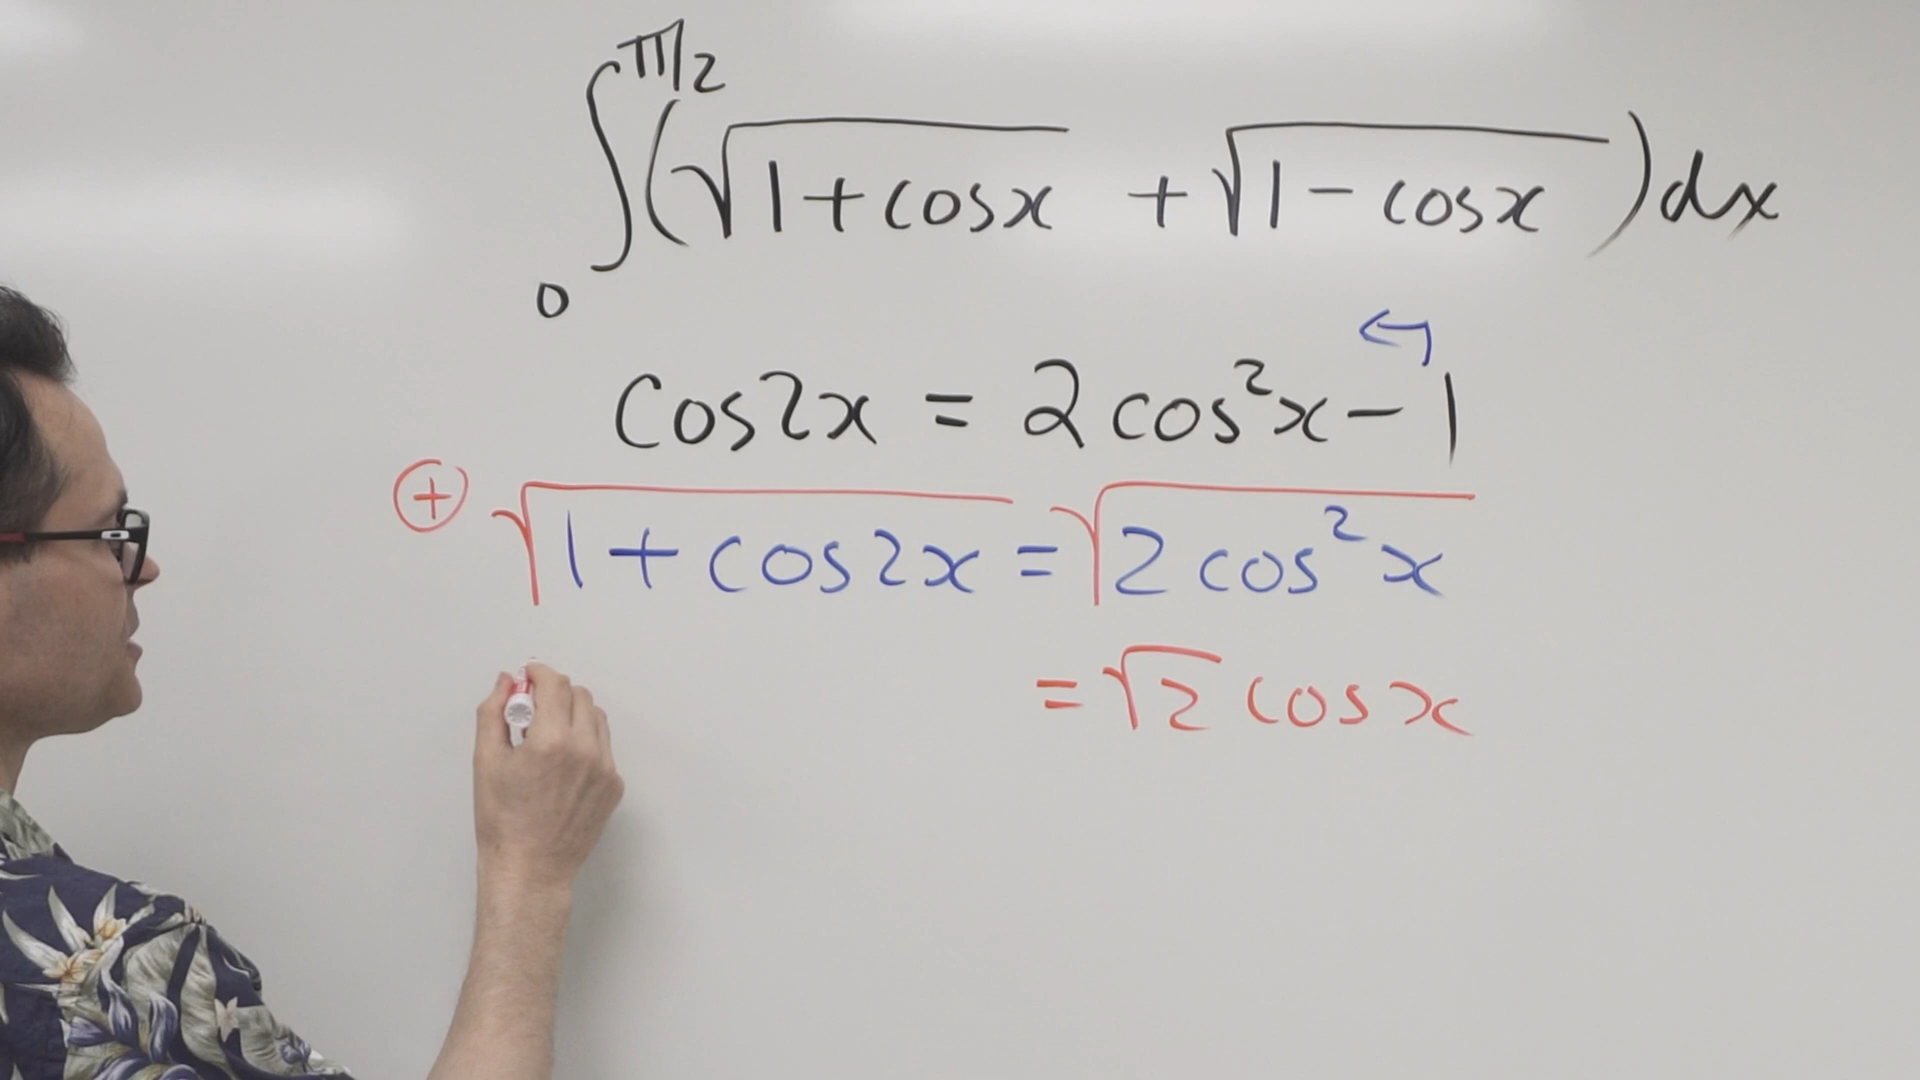 ∫₀^π/2 (√(1+cosx) + √(1-cosx)) dx
cos2x = 2cos²x-1
⊕ √(1+cos2x) = √(2cos²x)
= √2 cosx